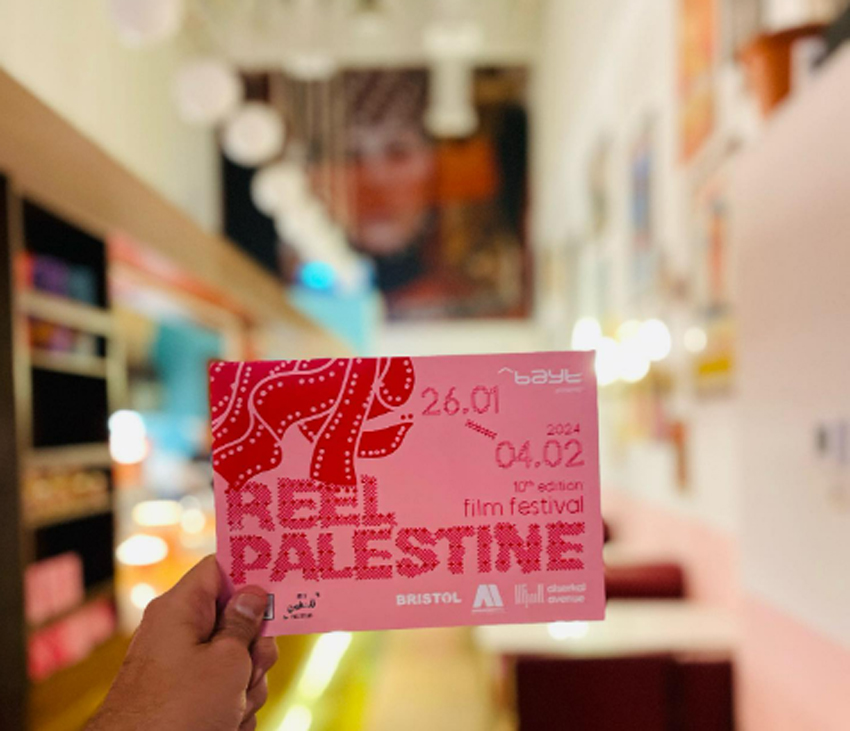 bayt
26.01
2024
04.02
10th edition
film festival
REEL
PALESTINE
BRISTOL
alserkal
avenue